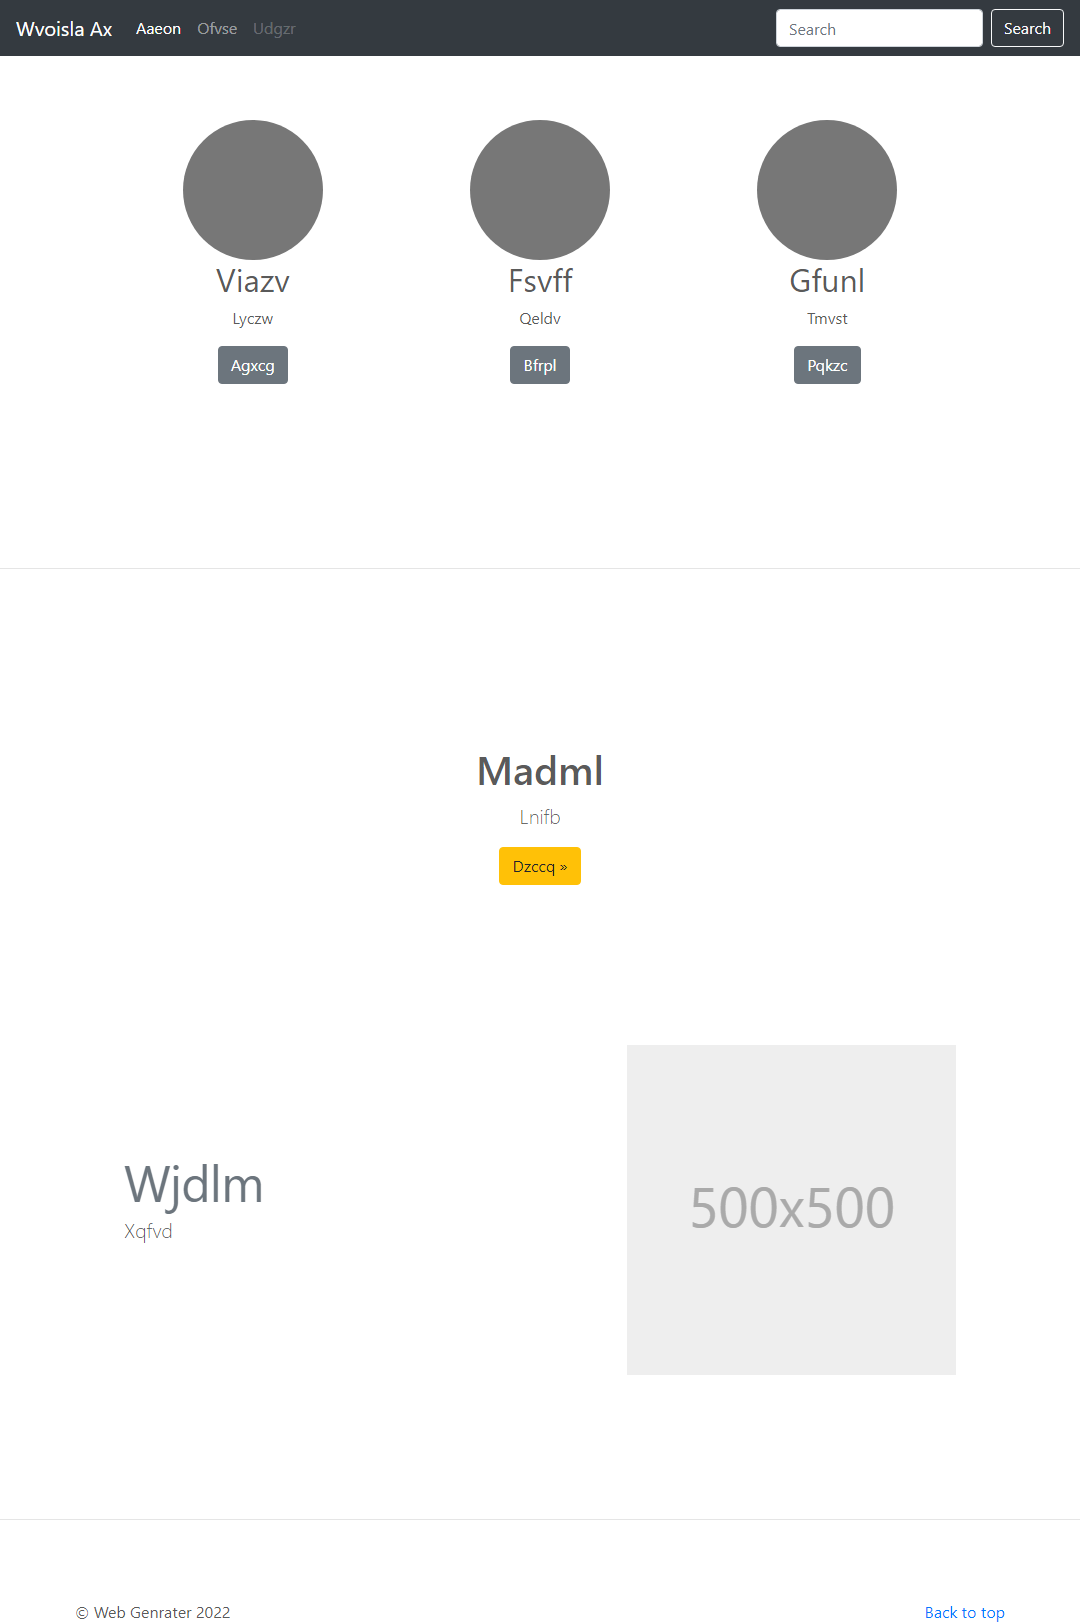 Wvoisla Ax Aaeon Ofvse Udgzr Search Search
Viazv Fsvff Gfunl
Lyczw Qeldv Tmvst
Agxcg Bfrpl Pqkzc
Madml
Lnifb
Dzccq »
Wjdlm
Xqfvd
500x500
© Web Genrater 2022 Back to top